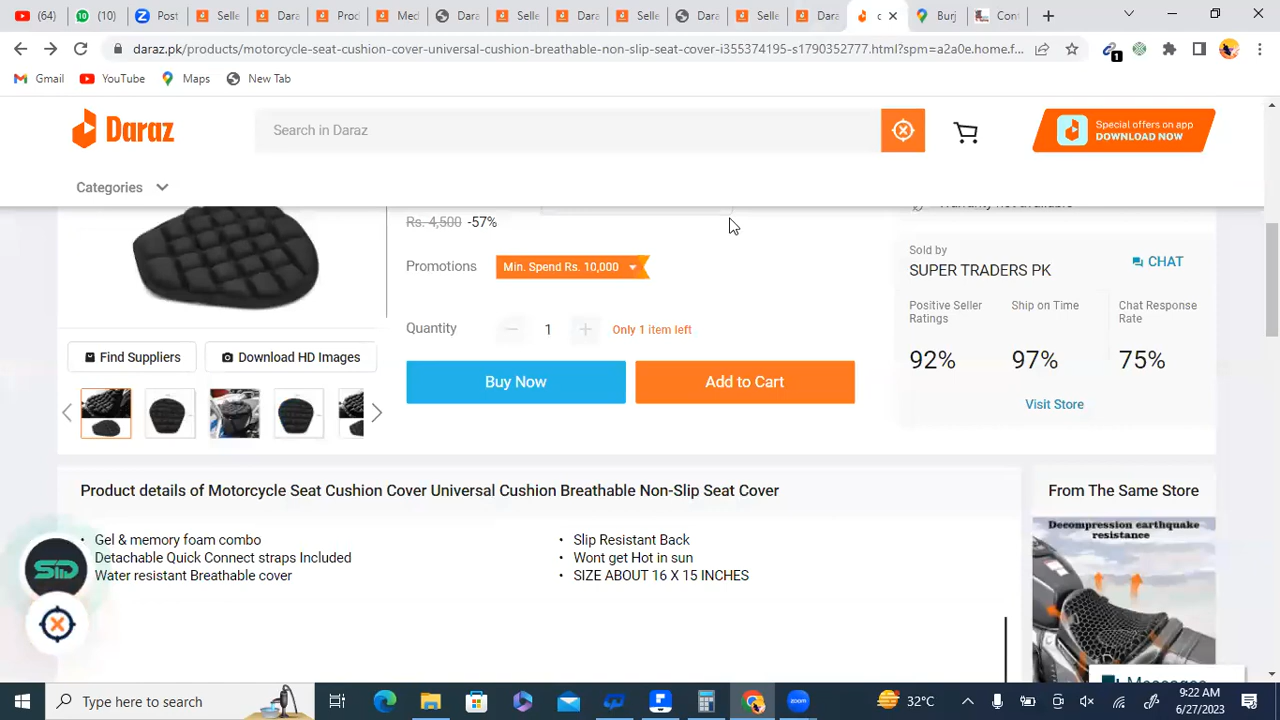 (64)
(10)
Post
Selle
Dara
Proc
Med
Dara
Selle
Dara
Selle
Dara
Selle
Dara
c
Burj
Cont
daraz.pk/products/motorcycle-seat-cushion-cover-universal-cushion-breathable-non-slip-seat-cover-i355374195-s1790352777.html?spm=a2a0e.home.f...
1
Gmail
YouTube
Maps
New Tab
Daraz
Search in Daraz
Special offers on app
DOWNLOAD NOW
Categories
Rs. 4,500 -57%
Warranty not available
Promotions
Min. Spend Rs. 10,000
Sold by
SUPER TRADERS PK
CHAT
Positive Seller Ratings
Ship on Time
Chat Response Rate
92%
97%
75%
Visit Store
Quantity
1
Only 1 item left
Find Suppliers
Download HD Images
Buy Now
Add to Cart
Product details of Motorcycle Seat Cushion Cover Universal Cushion Breathable Non-Slip Seat Cover
From The Same Store
Gel & memory foam combo
Detachable Quick Connect straps Included
Water resistant Breathable cover
Slip Resistant Back
Wont get Hot in sun
SIZE ABOUT 16 X 15 INCHES
Decompression earthquake
resistance
Messages
Type here to search
zoom
32°C
9:22 AM
6/27/2023